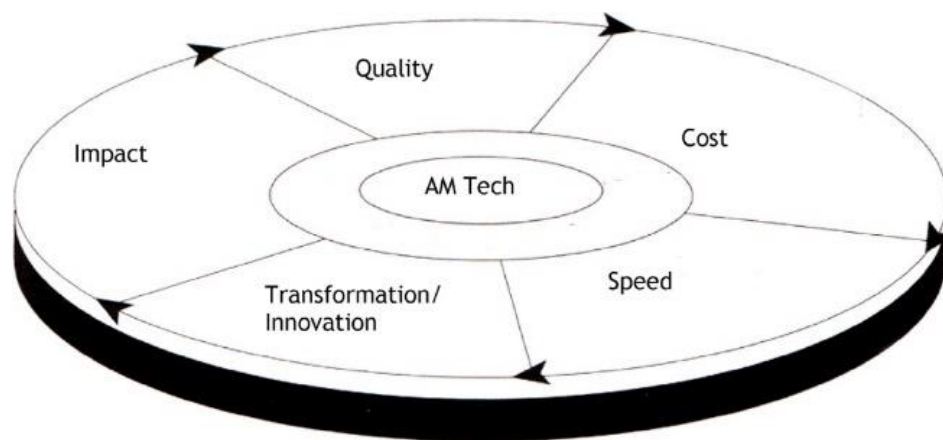 Quality
Cost
Impact
AM Tech
Speed
Transformation/
Innovation